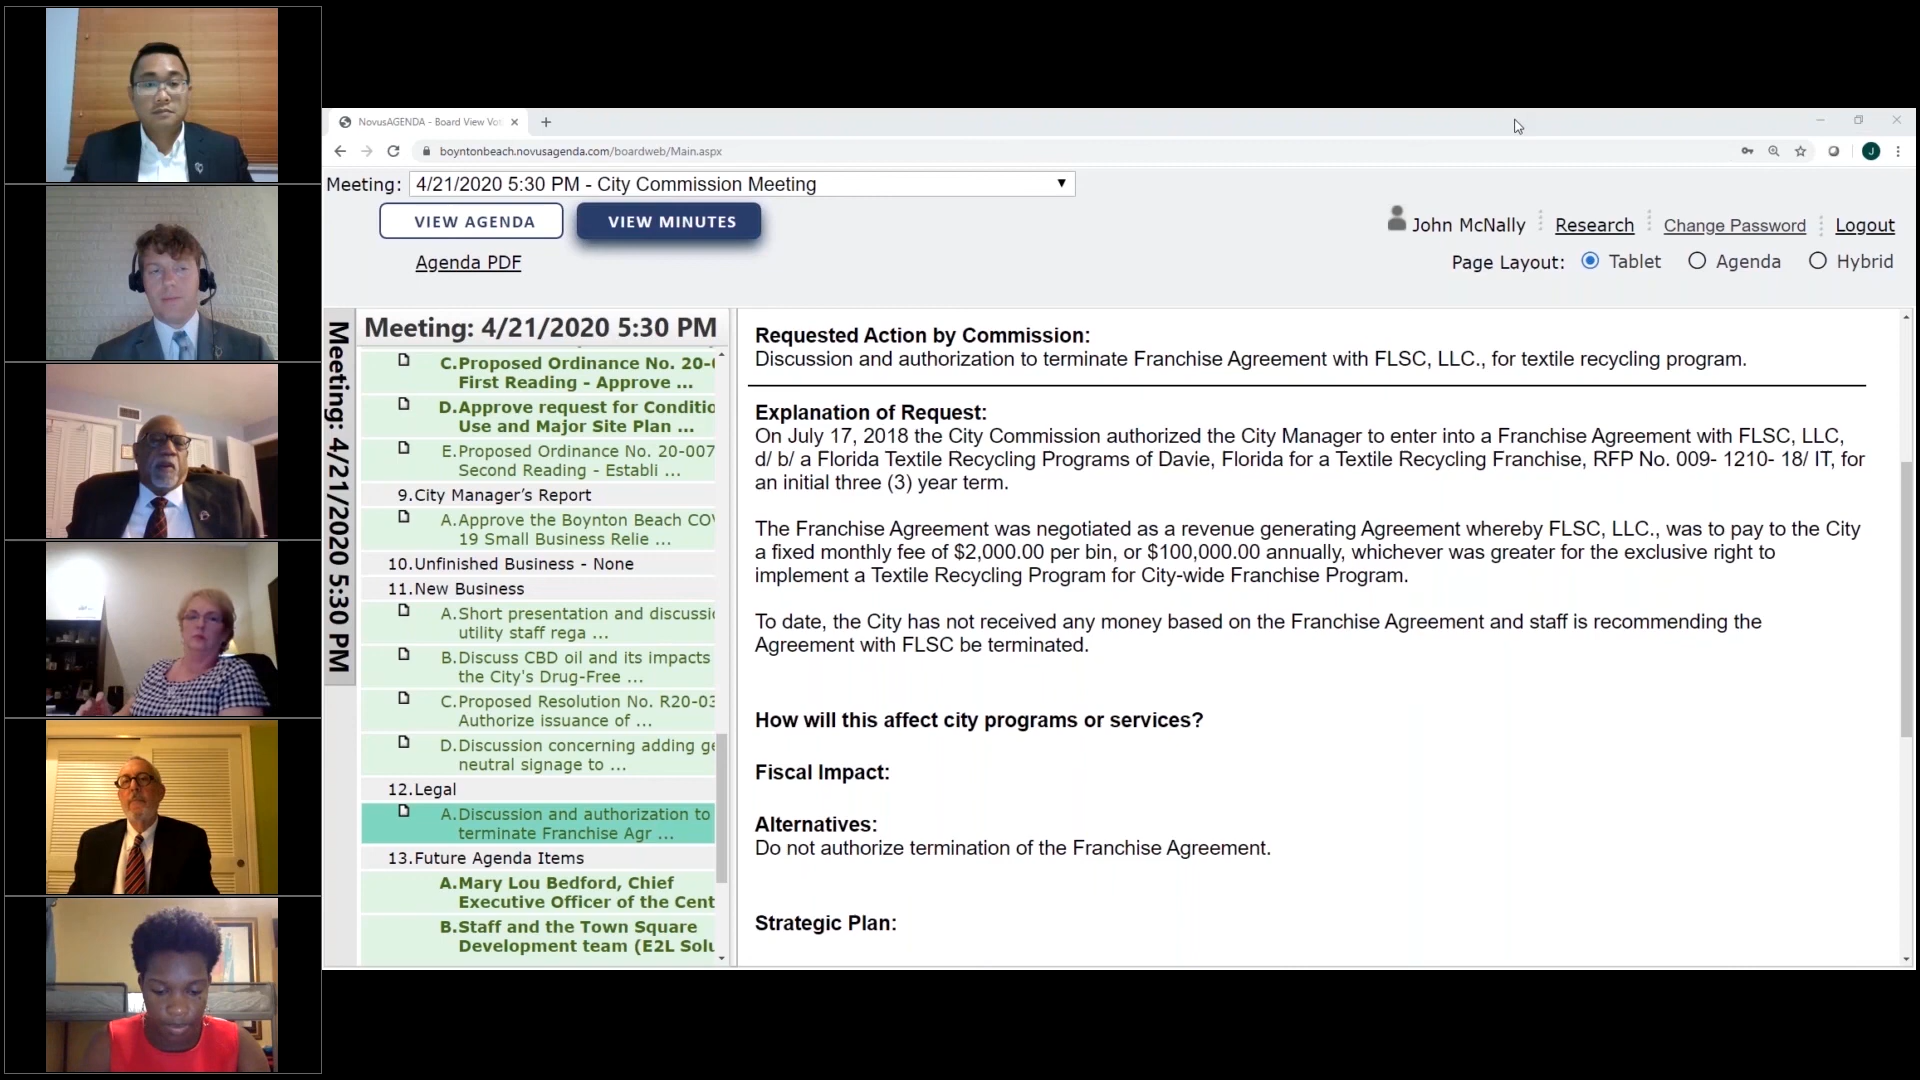 NovusAGENDA - Board View Vot
boyntonbeach.novusagenda.com/boardweb/Main.aspx
J
Meeting: 4/21/2020 5:30 PM - City Commission Meeting
VIEW AGENDA VIEW MINUTES
Agenda PDF
John McNally Research Change Password Logout
Page Layout: Tablet Agenda Hybrid
Meeting: 4/21/2020 5:30 PM
Meeting: 4/21/2020 5:30 PM
C.Proposed Ordinance No. 20-0
First Reading - Approve ...
D.Approve request for Conditio
Use and Major Site Plan ...
E.Proposed Ordinance No. 20-007
Second Reading - Establi ...
9.City Manager’s Report
A.Approve the Boynton Beach COV
19 Small Business Relie ...
10.Unfinished Business - None
11.New Business
A.Short presentation and discussio
utility staff rega ...
B.Discuss CBD oil and its impacts
the City's Drug-Free ...
C.Proposed Resolution No. R20-03
Authorize issuance of ...
D.Discussion concerning adding ge
neutral signage to ...
12.Legal
A.Discussion and authorization to
terminate Franchise Agr ...
13.Future Agenda Items
A.Mary Lou Bedford, Chief
Executive Officer of the Cent
B.Staff and the Town Square
Development team (E2L Solu
Requested Action by Commission:
Discussion and authorization to terminate Franchise Agreement with FLSC, LLC., for textile recycling program.
Explanation of Request:
On July 17, 2018 the City Commission authorized the City Manager to enter into a Franchise Agreement with FLSC, LLC,
d/ b/ a Florida Textile Recycling Programs of Davie, Florida for a Textile Recycling Franchise, RFP No. 009- 1210- 18/ IT, for
an initial three (3) year term.
The Franchise Agreement was negotiated as a revenue generating Agreement whereby FLSC, LLC., was to pay to the City
a fixed monthly fee of $2,000.00 per bin, or $100,000.00 annually, whichever was greater for the exclusive right to
implement a Textile Recycling Program for City-wide Franchise Program.
To date, the City has not received any money based on the Franchise Agreement and staff is recommending the
Agreement with FLSC be terminated.
How will this affect city programs or services?
Fiscal Impact:
Alternatives:
Do not authorize termination of the Franchise Agreement.
Strategic Plan: